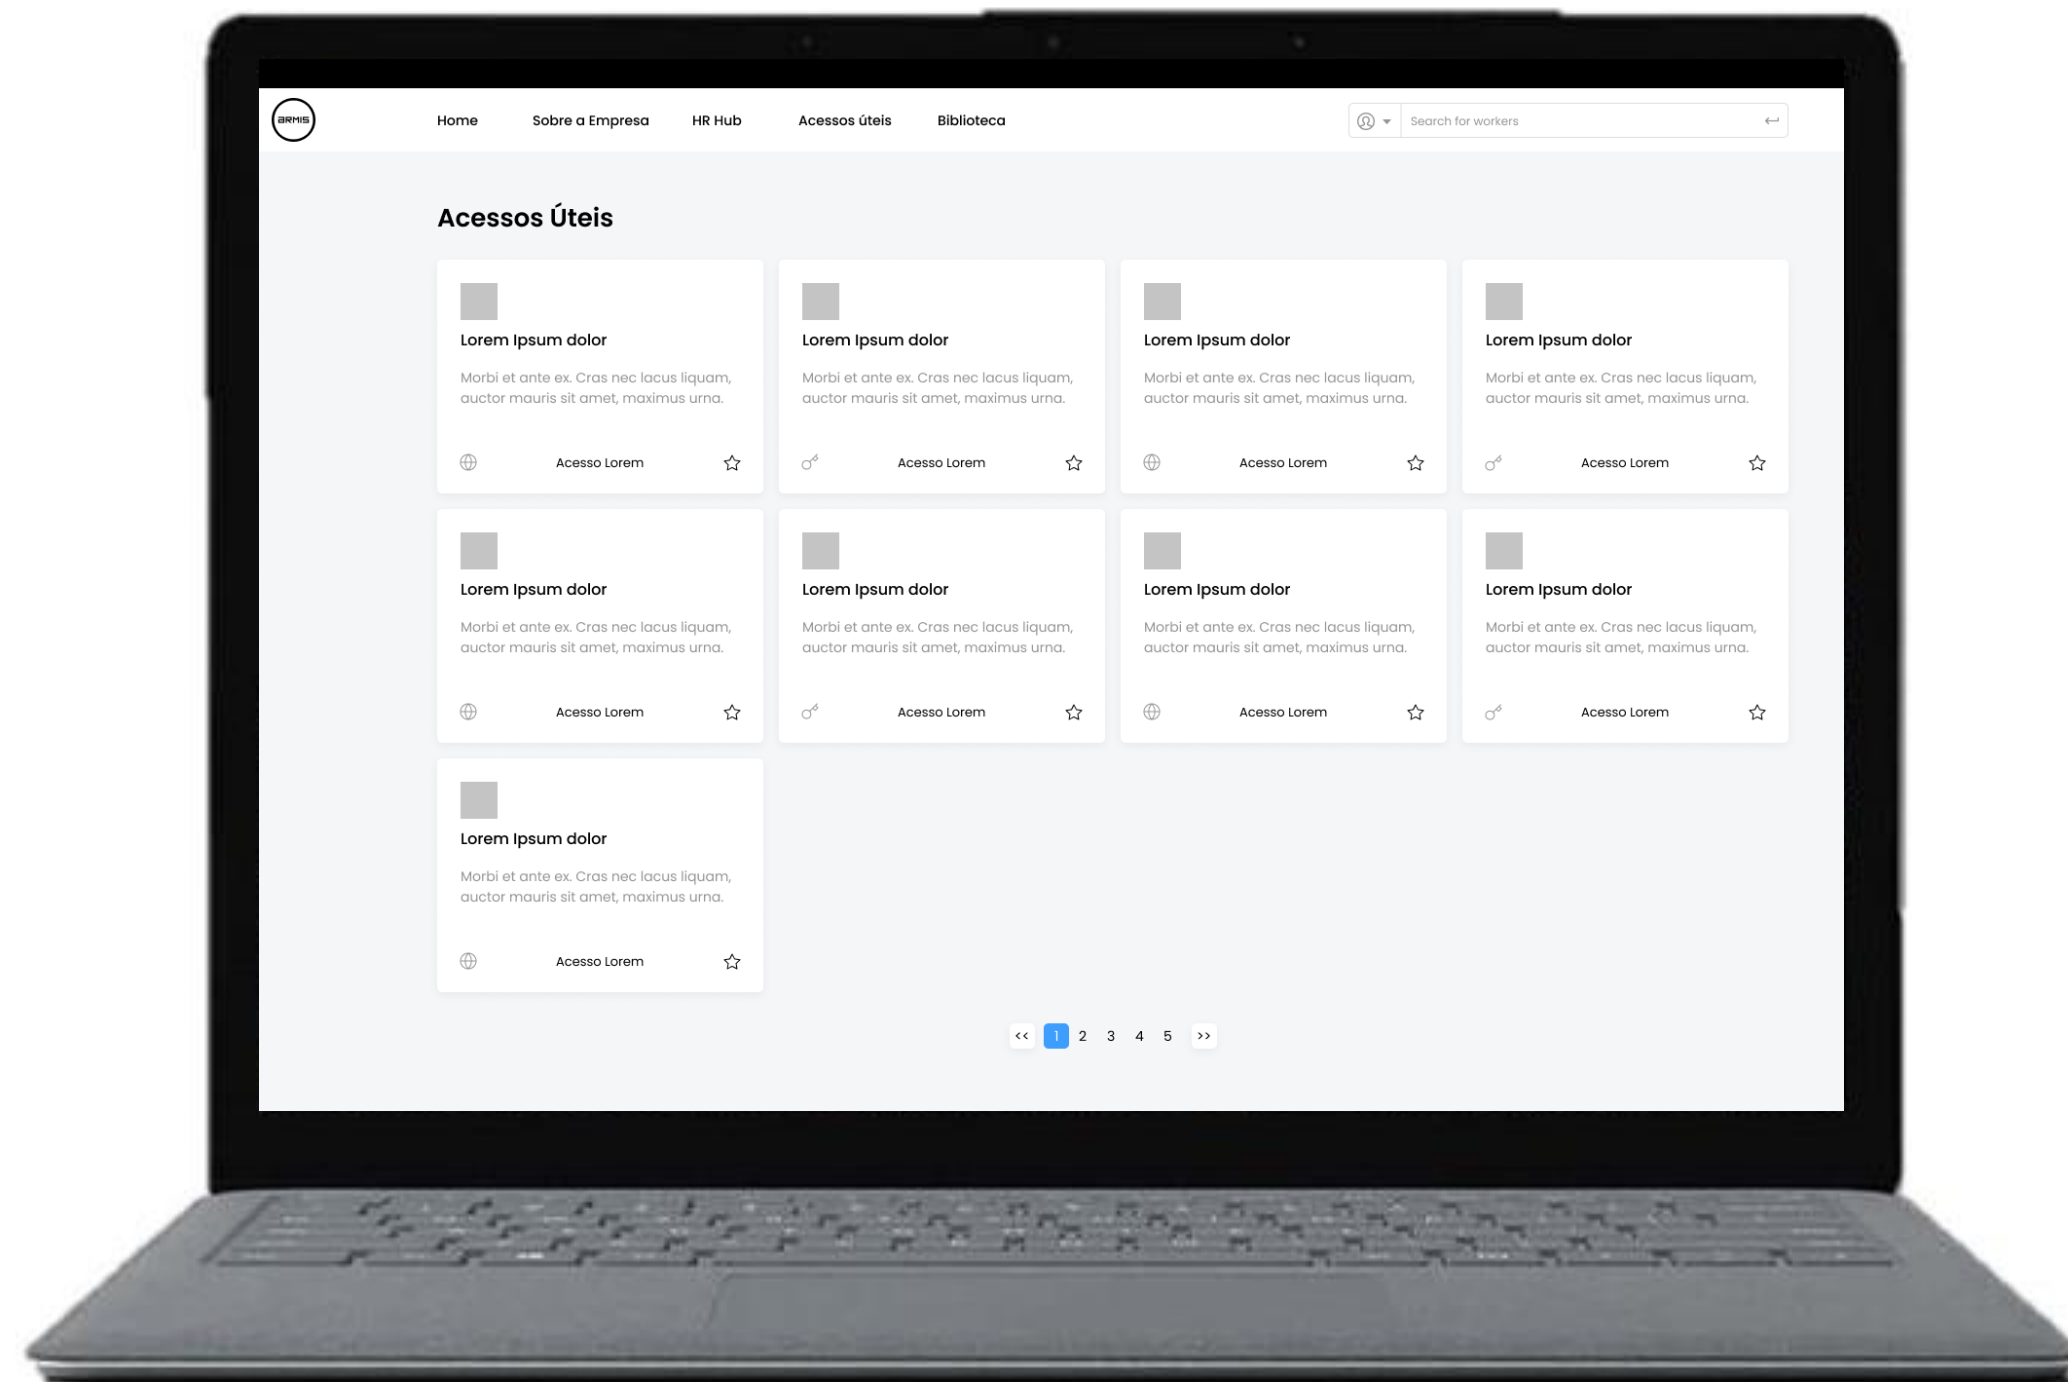 ARMIS
Home Sobre a Empresa HR Hub Acessos úteis Biblioteca Search for workers
Acessos Úteis
Lorem Ipsum dolor
Morbi et ante ex. Cras nec lacus liquam,
auctor mauris sit amet, maximus urna.
Acesso Lorem
Lorem Ipsum dolor
Morbi et ante ex. Cras nec lacus liquam,
auctor mauris sit amet, maximus urna.
Acesso Lorem
Lorem Ipsum dolor
Morbi et ante ex. Cras nec lacus liquam,
auctor mauris sit amet, maximus urna.
Acesso Lorem
Lorem Ipsum dolor
Morbi et ante ex. Cras nec lacus liquam,
auctor mauris sit amet, maximus urna.
Acesso Lorem
Lorem Ipsum dolor
Morbi et ante ex. Cras nec lacus liquam,
auctor mauris sit amet, maximus urna.
Acesso Lorem
Lorem Ipsum dolor
Morbi et ante ex. Cras nec lacus liquam,
auctor mauris sit amet, maximus urna.
Acesso Lorem
Lorem Ipsum dolor
Morbi et ante ex. Cras nec lacus liquam,
auctor mauris sit amet, maximus urna.
Acesso Lorem
Lorem Ipsum dolor
Morbi et ante ex. Cras nec lacus liquam,
auctor mauris sit amet, maximus urna.
Acesso Lorem
Lorem Ipsum dolor
Morbi et ante ex. Cras nec lacus liquam,
auctor mauris sit amet, maximus urna.
Acesso Lorem
<< 1 2 3 4 5 >>